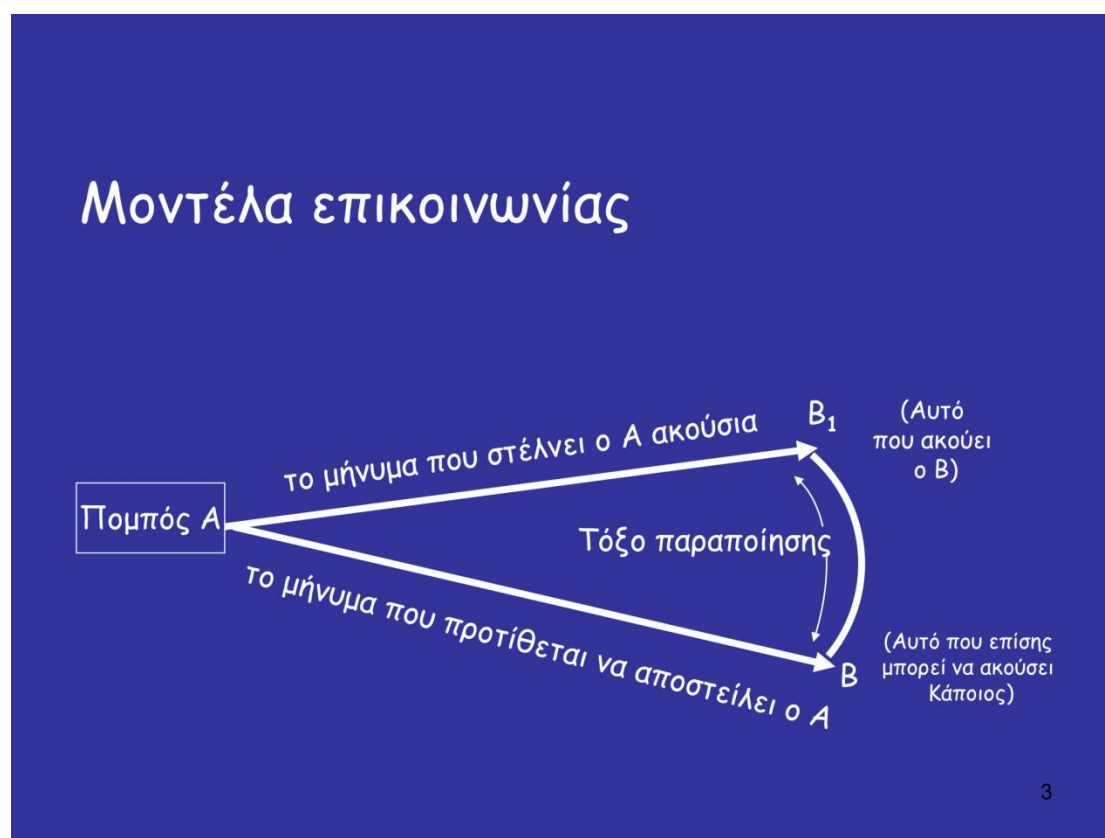 Μοντέλα επικοινωνίας
το μήνυμα που στέλνει ο Α ακούσια
Β₁
(Αυτό
που ακούει
ο Β)
Πομπός Α
Τόξο παραποίησης
το μήνυμα που προτίθεται να αποστείλει ο Α
Β
(Αυτό που επίσης
μπορεί να ακούσει
Κάποιος)
3